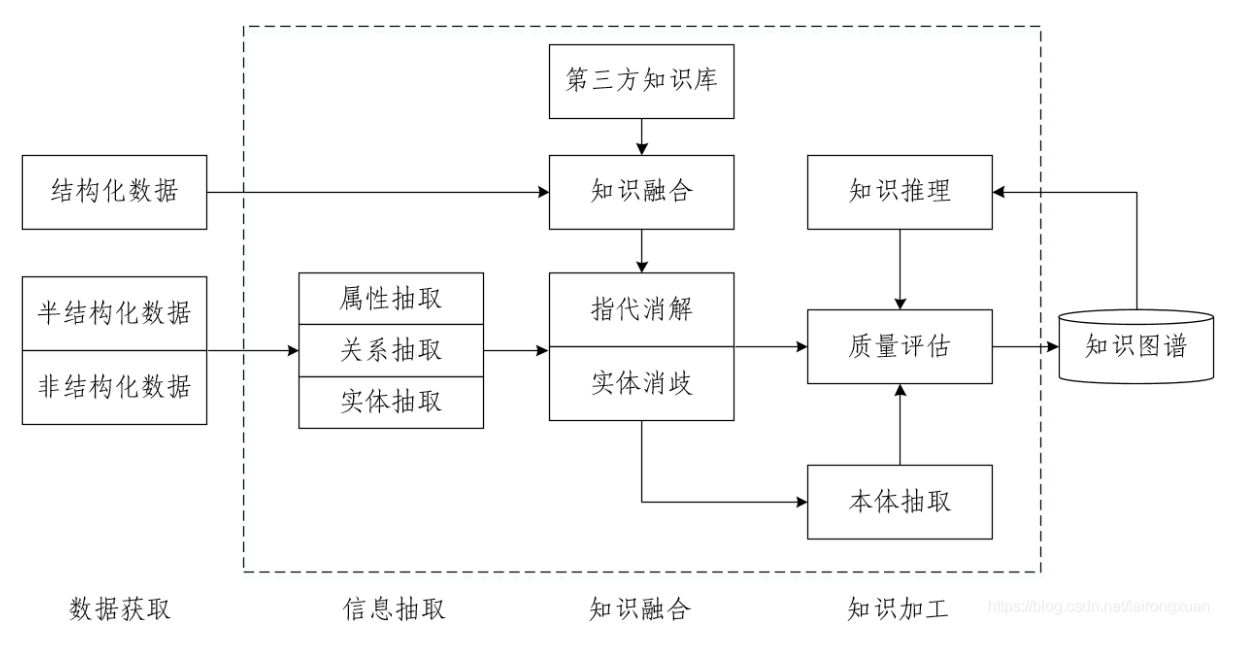 第三方知识库
结构化数据
知识融合
知识推理
半结构化数据
非结构化数据
属性抽取
关系抽取
实体抽取
指代消解
实体消歧
质量评估
知识图谱
本体抽取
数据获取
信息抽取
知识融合
知识加工
https://blog.csdn.net/lairongxuan